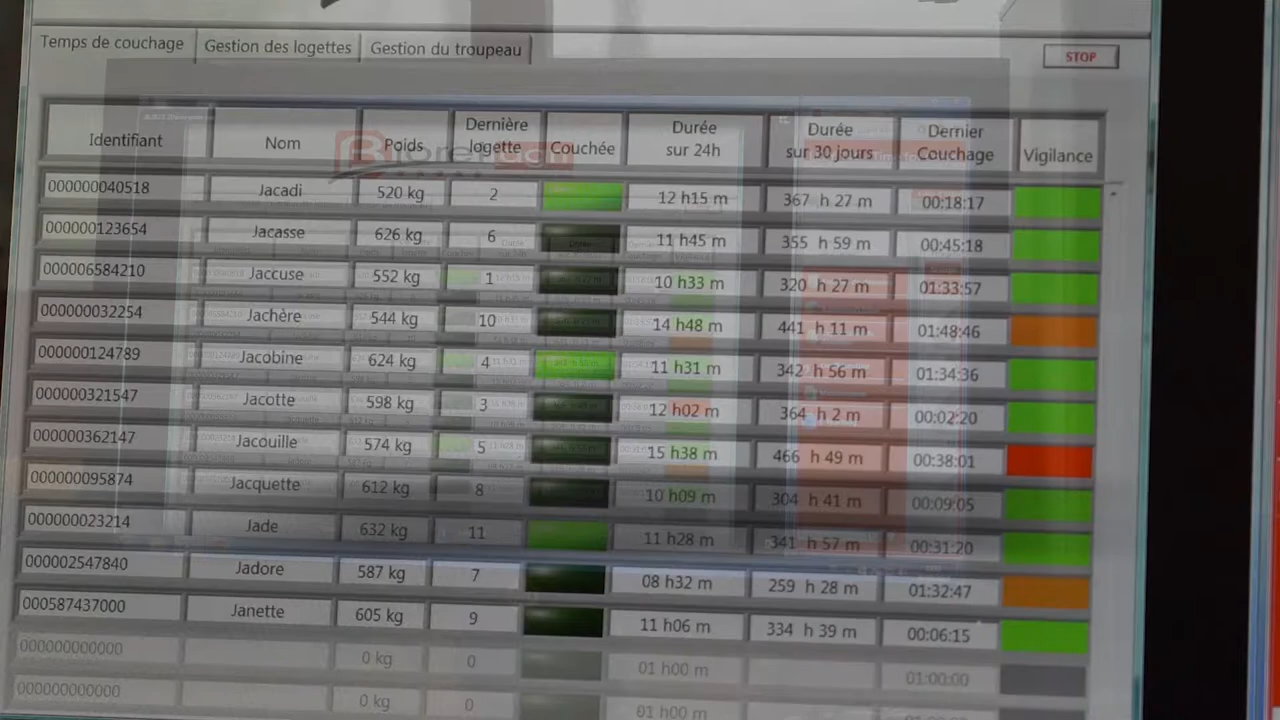 Temps de couchage Gestion des logettes Gestion du troupeau STOP
Identifiant Nom Poids Dernière logette Couchée Durée sur 24h Durée sur 30 jours Dernier Couchage Vigilance
000000040518 Jacadi 520 kg 2 12 h15 m 367 h 27 m 00:18:17
000000123654 Jacasse 626 kg 6 11 h45 m 355 h 59 m 00:45:18
000006584210 Jaccuse 552 kg 1 10 h33 m 320 h 27 m 01:33:57
000000032254 Jachère 544 kg 10 14 h48 m 441 h 11 m 01:48:46
000000124789 Jacobine 624 kg 4 11 h31 m 342 h 56 m 01:34:36
000000321547 Jacotte 598 kg 3 12 h02 m 364 h 2 m 00:02:20
000000362147 Jacouille 574 kg 5 15 h38 m 466 h 49 m 00:38:01
000000095874 Jacquette 612 kg 8 10 h09 m 304 h 41 m 00:09:05
000000023214 Jade 632 kg 11 11 h28 m 341 h 57 m 00:31:20
000002547840 Jadore 587 kg 7 08 h32 m 259 h 28 m 01:32:47
000587437000 Janette 605 kg 9 11 h06 m 334 h 39 m 00:06:15
000000000000 0 kg 0 01 h00 m 01:00:00
000000000000 0 kg 0 01 h00 m